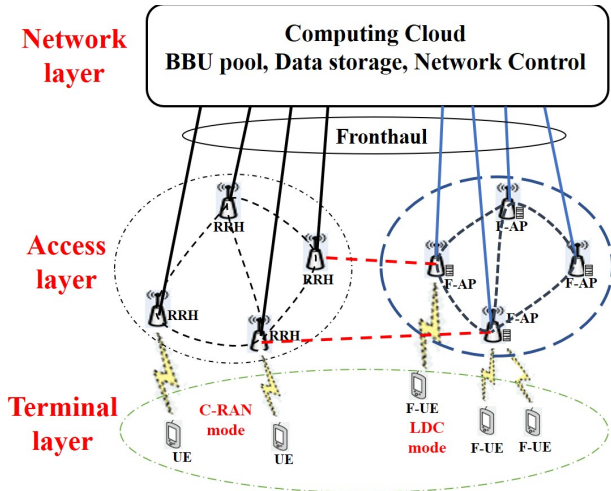 Network
layer
Computing Cloud
BBU pool, Data storage, Network Control
Fronthaul
Access
layer
RRH
RRH
RRH
RRH
F-AP
F-AP
F-AP
F-AP
Terminal
layer
C-RAN
mode
UE
UE
F-UE
LDC
mode
F-UE
F-UE